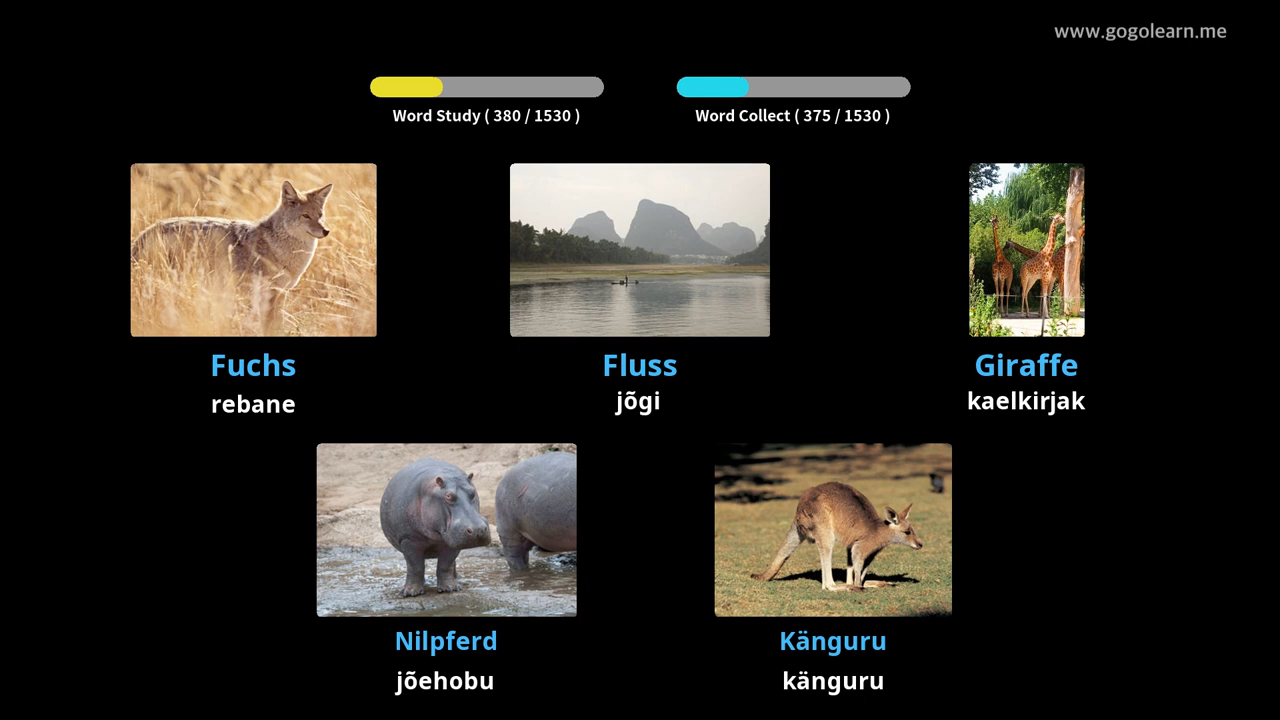 www.gogolearn.me
Word Study ( 380 / 1530 )
Word Collect ( 375 / 1530 )
Fuchs
rebane
Fluss
jõgi
Giraffe
kaelkirjak
Nilpferd
jõehobu
Känguru
känguru